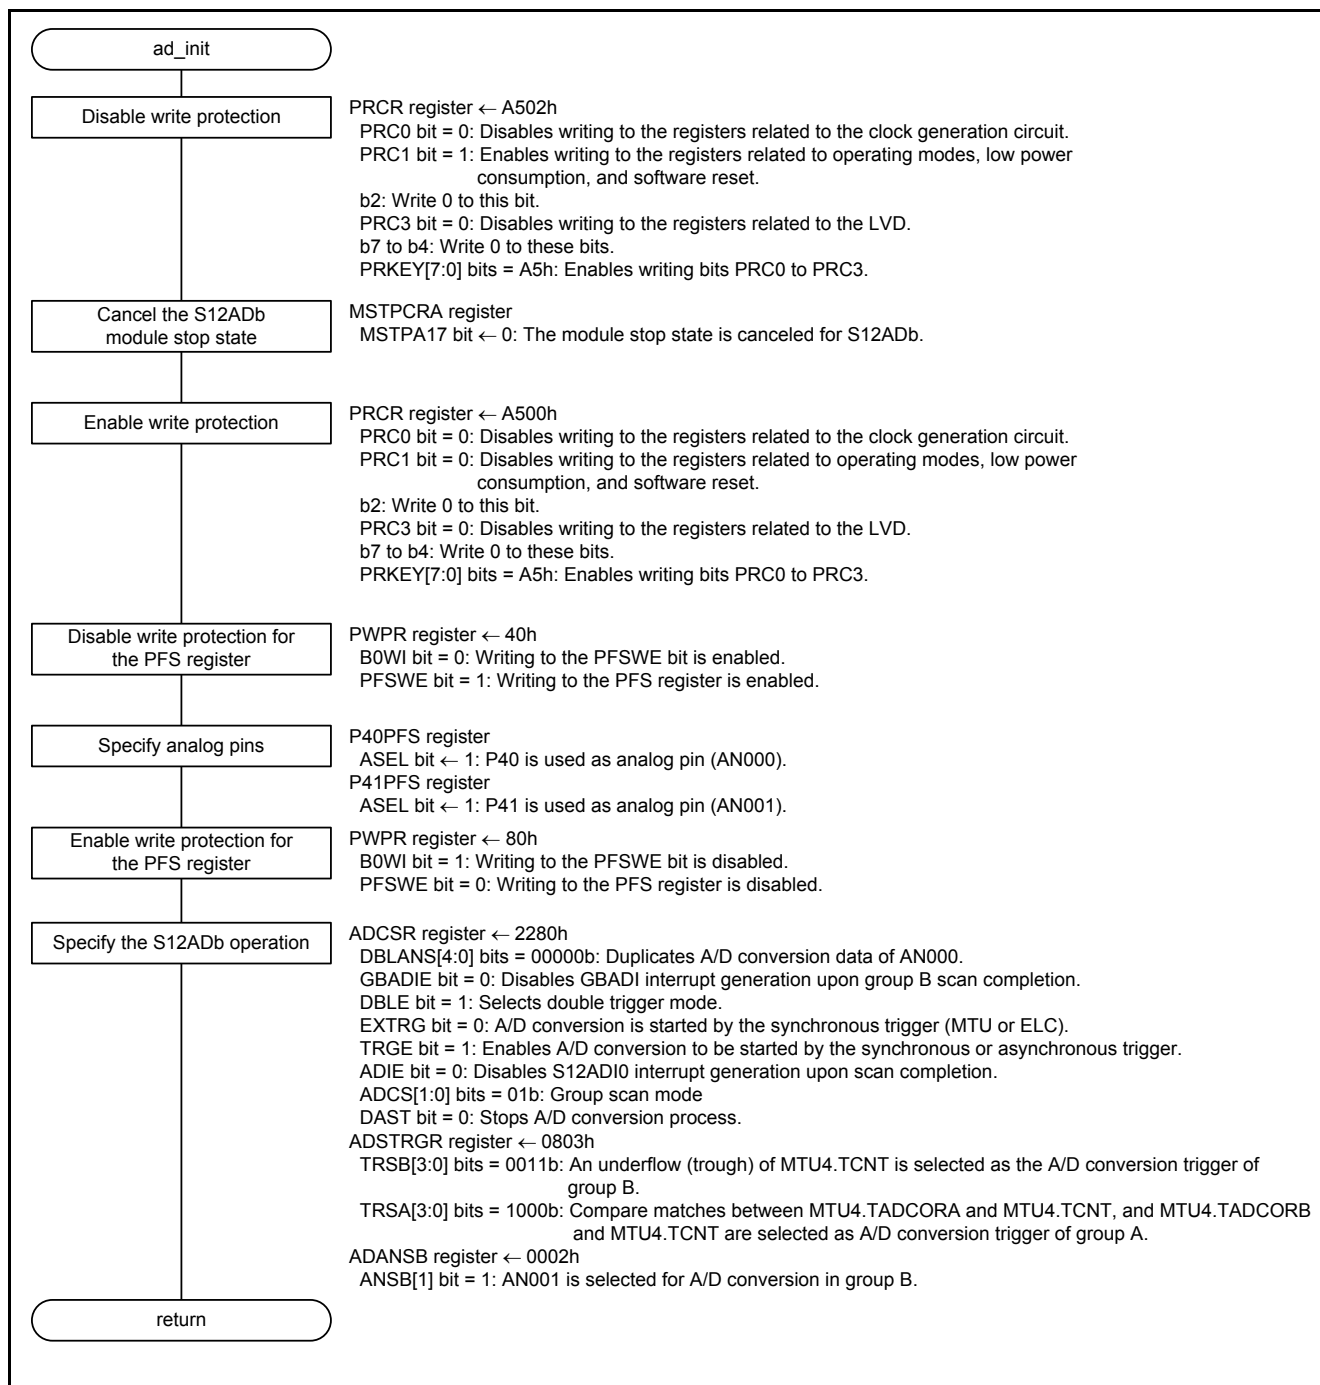 ad_init
Disable write protection
PRCR register ← A502h
PRC0 bit = 0: Disables writing to the registers related to the clock generation circuit.
PRC1 bit = 1: Enables writing to the registers related to operating modes, low power
consumption, and software reset.
b2: Write 0 to this bit.
PRC3 bit = 0: Disables writing to the registers related to the LVD.
b7 to b4: Write 0 to these bits.
PRKEY[7:0] bits = A5h: Enables writing bits PRC0 to PRC3.
Cancel the S12ADb
module stop state
MSTPCRA register
MSTPA17 bit ← 0: The module stop state is canceled for S12ADb.
Enable write protection
PRCR register ← A500h
PRC0 bit = 0: Disables writing to the registers related to the clock generation circuit.
PRC1 bit = 0: Disables writing to the registers related to operating modes, low power
consumption, and software reset.
b2: Write 0 to this bit.
PRC3 bit = 0: Disables writing to the registers related to the LVD.
b7 to b4: Write 0 to these bits.
PRKEY[7:0] bits = A5h: Enables writing bits PRC0 to PRC3.
Disable write protection for
the PFS register
PWPR register ← 40h
B0WI bit = 0: Writing to the PFSWE bit is enabled.
PFSWE bit = 1: Writing to the PFS register is enabled.
Specify analog pins
P40PFS register
ASEL bit ← 1: P40 is used as analog pin (AN000).
P41PFS register
ASEL bit ← 1: P41 is used as analog pin (AN001).
Enable write protection for
the PFS register
PWPR register ← 80h
B0WI bit = 1: Writing to the PFSWE bit is disabled.
PFSWE bit = 0: Writing to the PFS register is disabled.
Specify the S12ADb operation
ADCSR register ← 2280h
DBLANS[4:0] bits = 00000b: Duplicates A/D conversion data of AN000.
GBADIE bit = 0: Disables GBADI interrupt generation upon group B scan completion.
DBLE bit = 1: Selects double trigger mode.
EXTRG bit = 0: A/D conversion is started by the synchronous trigger (MTU or ELC).
TRGE bit = 1: Enables A/D conversion to be started by the synchronous or asynchronous trigger.
ADIE bit = 0: Disables S12ADI0 interrupt generation upon scan completion.
ADCS[1:0] bits = 01b: Group scan mode
DAST bit = 0: Stops A/D conversion process.
ADSTRGR register ← 0803h
TRSB[3:0] bits = 0011b: An underflow (trough) of MTU4.TCNT is selected as the A/D conversion trigger of
group B.
TRSA[3:0] bits = 1000b: Compare matches between MTU4.TADCORA and MTU4.TCNT, and MTU4.TADCORB
and MTU4.TCNT are selected as A/D conversion trigger of group A.
ADANSB register ← 0002h
ANSB[1] bit = 1: AN001 is selected for A/D conversion in group B.
return